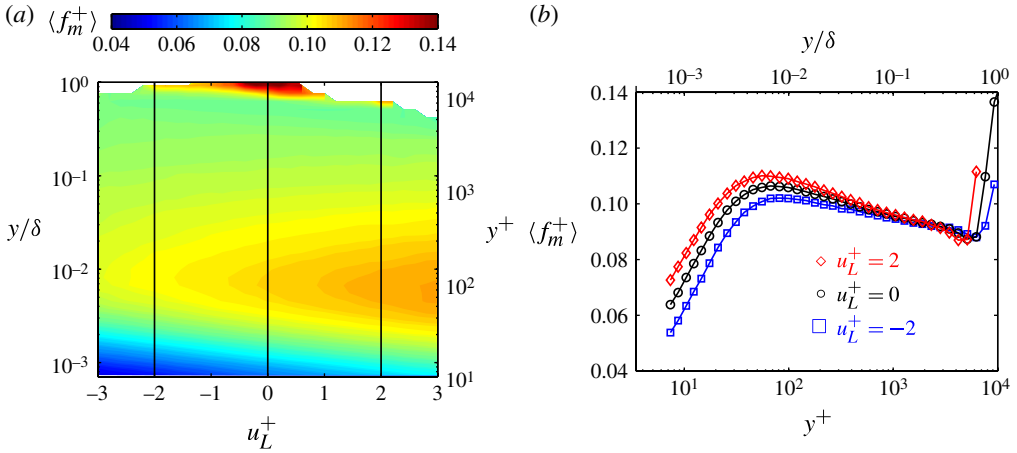 (a) ⟨f_m^+⟩
0.04 0.06 0.08 0.10 0.12 0.14
10^0
10^-1
10^-2
10^-3
y/δ
10^4
10^3
10^2
10^1
y^+
–3 –2 –1 0 1 2 3
u_L^+
(b)
y/δ
10^-3 10^-2 10^-1 10^0
0.14
0.12
0.10
0.08
0.06
0.04
⟨f_m^+⟩
u_L^+ = 2
u_L^+ = 0
u_L^+ = −2
10^1 10^2 10^3 10^4
y^+